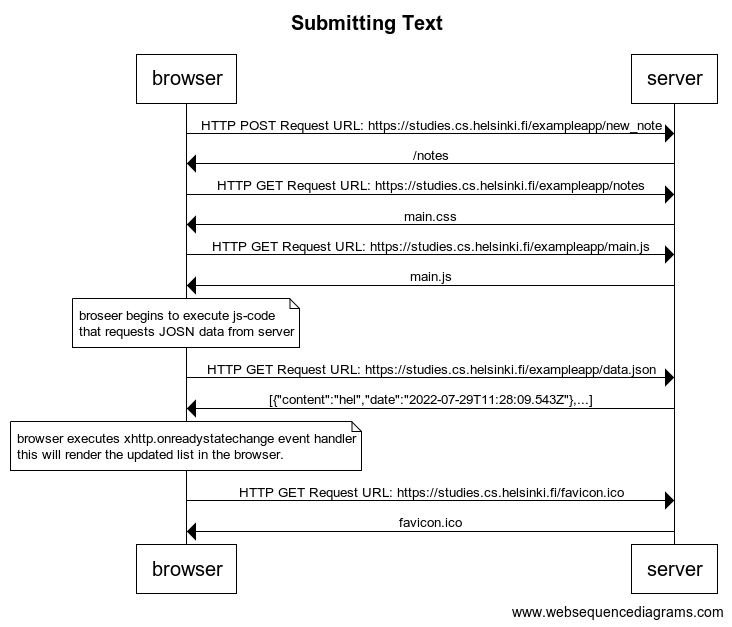 Submitting Text
browser
server
HTTP POST Request URL: https://studies.cs.helsinki.fi/exampleapp/new_note
/notes
HTTP GET Request URL: https://studies.cs.helsinki.fi/exampleapp/notes
main.css
HTTP GET Request URL: https://studies.cs.helsinki.fi/exampleapp/main.js
main.js
broseer begins to execute js-code
that requests JOSN data from server
HTTP GET Request URL: https://studies.cs.helsinki.fi/exampleapp/data.json
[{"content":"hel","date":"2022-07-29T11:28:09.543Z"},...]
browser executes xhttp.onreadystatechange event handler
this will render the updated list in the browser.
HTTP GET Request URL: https://studies.cs.helsinki.fi/favicon.ico
favicon.ico
browser
server
www.websequencediagrams.com